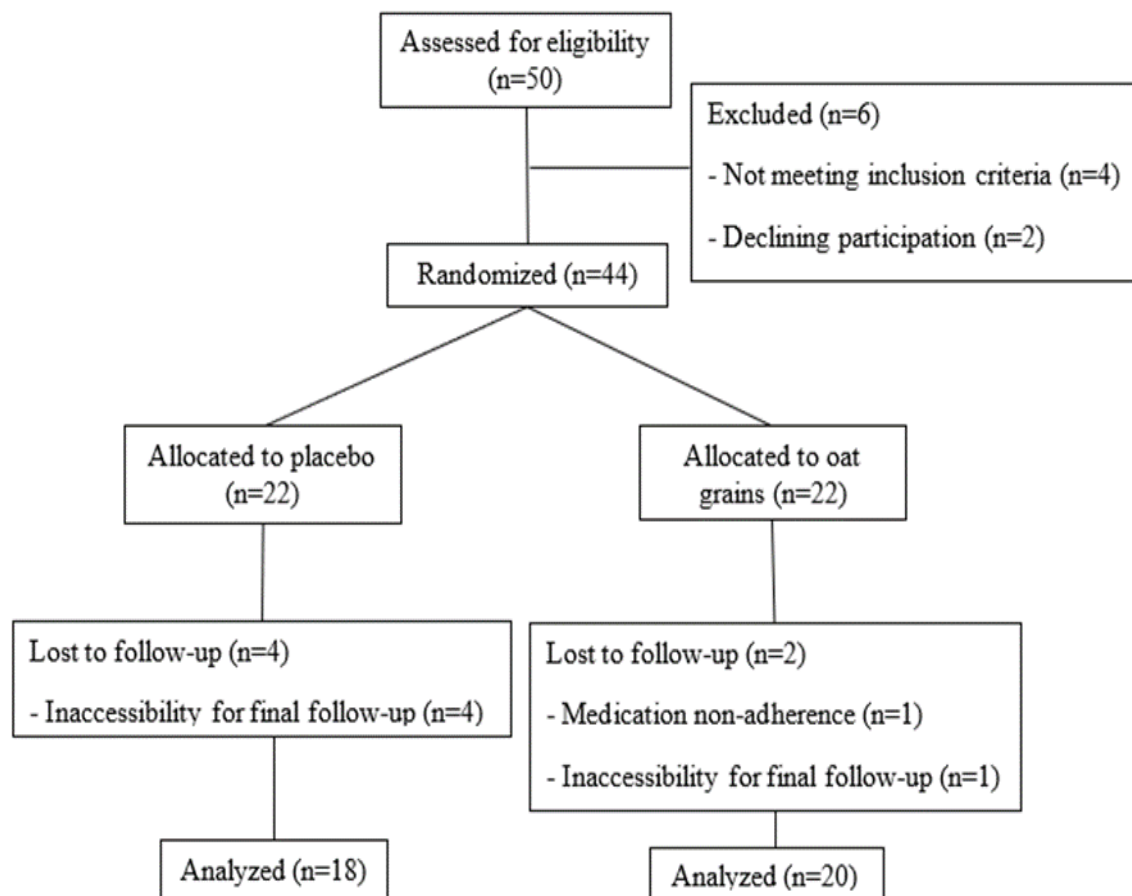 Assessed for eligibility
(n=50)
Excluded (n=6)
- Not meeting inclusion criteria (n=4)
- Declining participation (n=2)
Randomized (n=44)
Allocated to placebo
(n=22)
Allocated to oat
grains (n=22)
Lost to follow-up (n=4)
- Inaccessibility for final follow-up (n=4)
Lost to follow-up (n=2)
- Medication non-adherence (n=1)
- Inaccessibility for final follow-up (n=1)
Analyzed (n=18)
Analyzed (n=20)